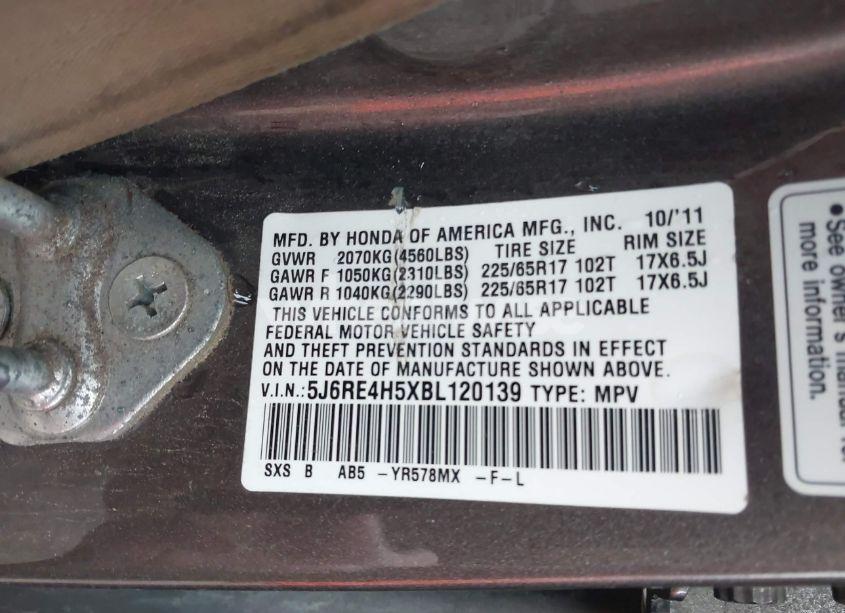 MFD. BY HONDA OF AMERICA MFG., INC. 10/'11
GVWR 2070KG(4560LBS) TIRE SIZE RIM SIZE
GAWR F 1050KG(2310LBS) 225/65R17 102T 17X6.5J
GAWR R 1040KG(2290LBS) 225/65R17 102T 17X6.5J
THIS VEHICLE CONFORMS TO ALL APPLICABLE
FEDERAL MOTOR VEHICLE SAFETY
AND THEFT PREVENTION STANDARDS IN EFFECT
ON THE DATE OF MANUFACTURE SHOWN ABOVE.
V.I.N.:5J6RE4H5XBL120139 TYPE: MPV
SXS B AB5 -YR578MX -F-L
•See owner's manual for
more information.